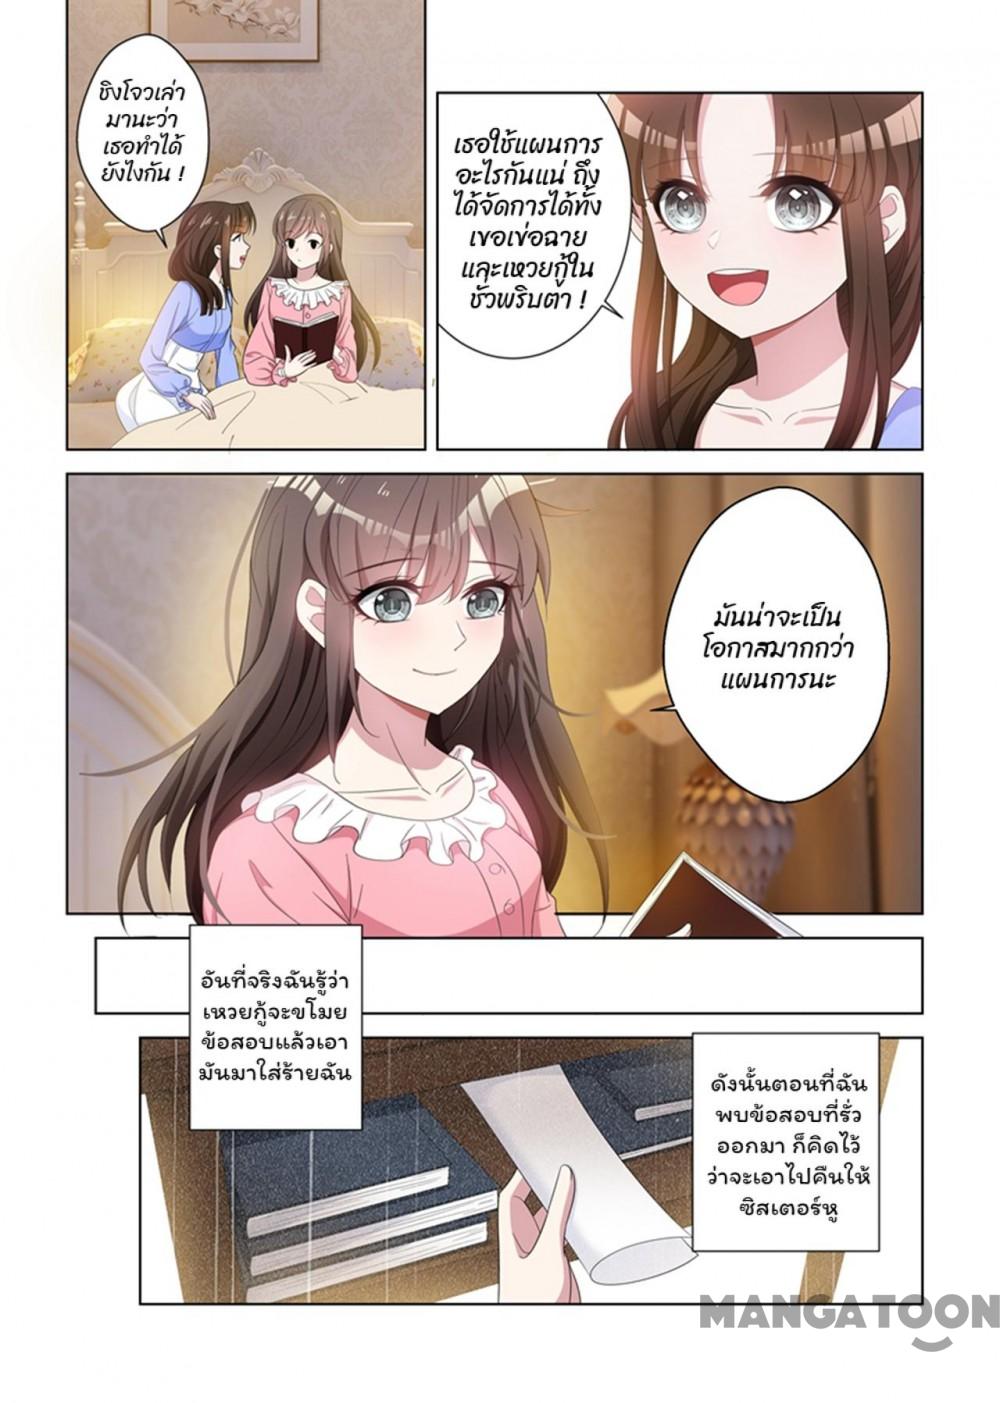 ชิงโจวเล่า
มานะว่า
เธอทำได้
ยังไงกัน !
เธอใช้แผนการ
อะไรกันแน่ ถึง
ได้จัดการได้ทั้ง
เขอเข่อฉาย
และเหวยกู้ใน
ชั่วพริบตา !
มันน่าจะเป็น
โอกาสมากกว่า
แผนการนะ
อันที่จริงฉันรู้ว่า
เหวยกู้จะขโมย
ข้อสอบแล้วเอา
มันมาใส่ร้ายฉัน
ดังนั้นตอนที่ฉัน
พบข้อสอบที่รั่ว
ออกมา ก็คิดไว้
ว่าจะเอาไปคืนให้
ซิสเตอร์หู
MANGATOON